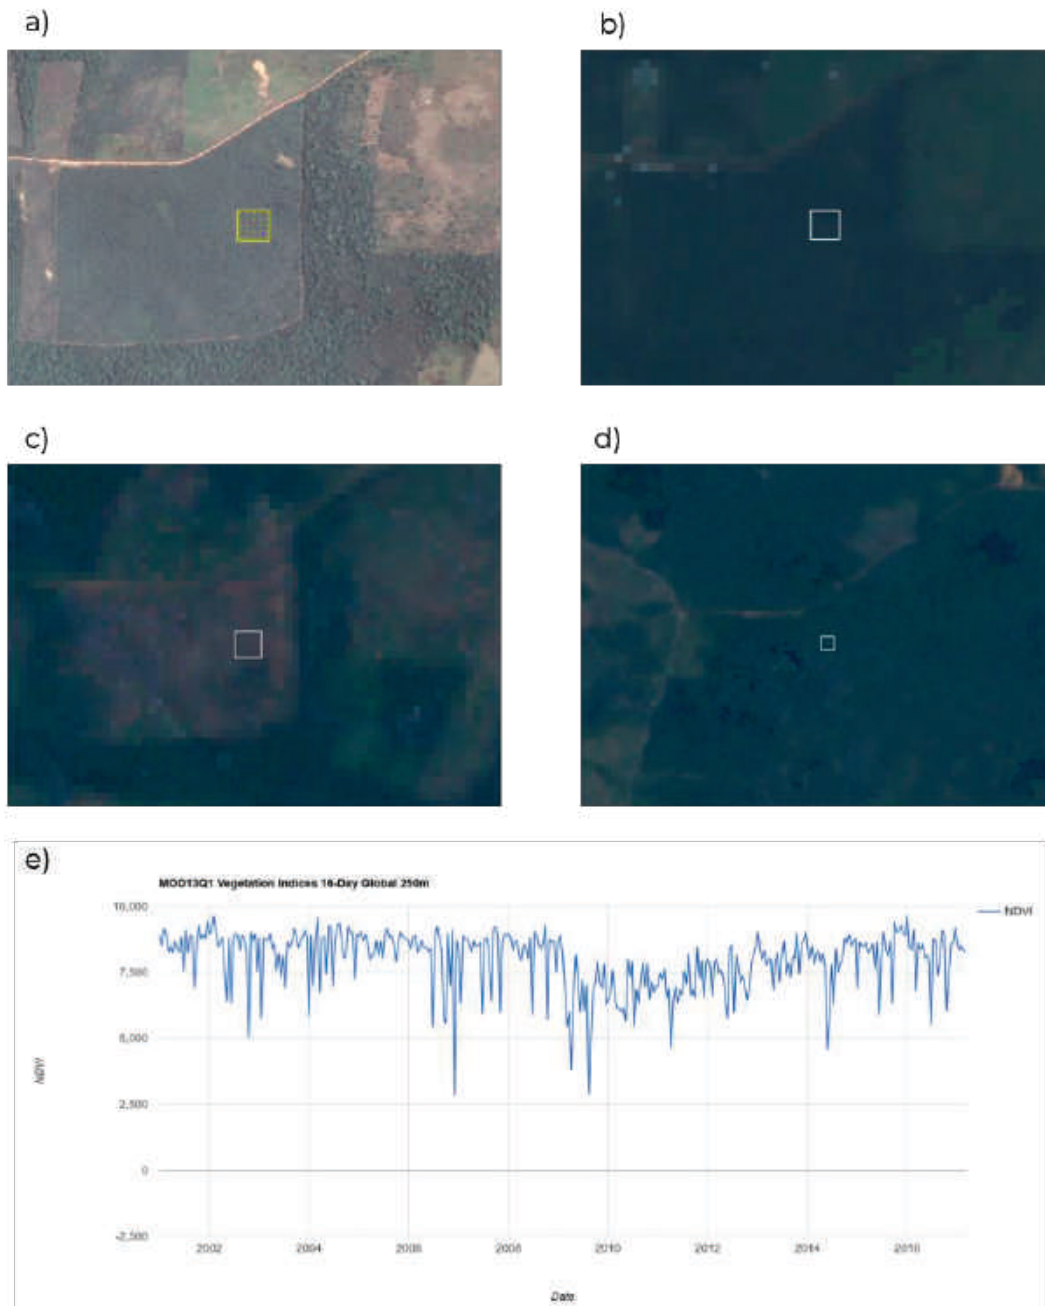 a)
b)
c)
d)
e)
MOD13Q1 Vegetation Indices 16-Day Global 250m
NDVI
10,000
7,500
5,000
2,500
0
-2,500
NDVI
2002
2004
2006
2008
2010
2012
2014
2016
Date